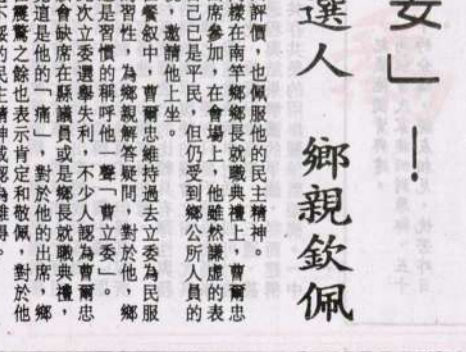 」—！
選人　鄉親欽佩
評價，也佩服他的民主精神。
樣在南竿鄉鄉長就職典禮上，曹爾忠
席參加，在會場上，他雖然謙虛的表
己已是平民，但仍受到鄉公所人員的
，邀請他上坐。
餐敘中，曹爾忠維持過去立委為民服
習性，為鄉親解答疑問，對於他，鄉
是習慣的稱呼他一聲「曹立委」。
次立委選舉失利，不少人認為曹爾忠
會缺席在縣議員或是鄉長就職典禮，
道是他的「痛」，對於他的出席，鄉
震驚之餘也表示肯定和敬佩，對於他
的民主精神